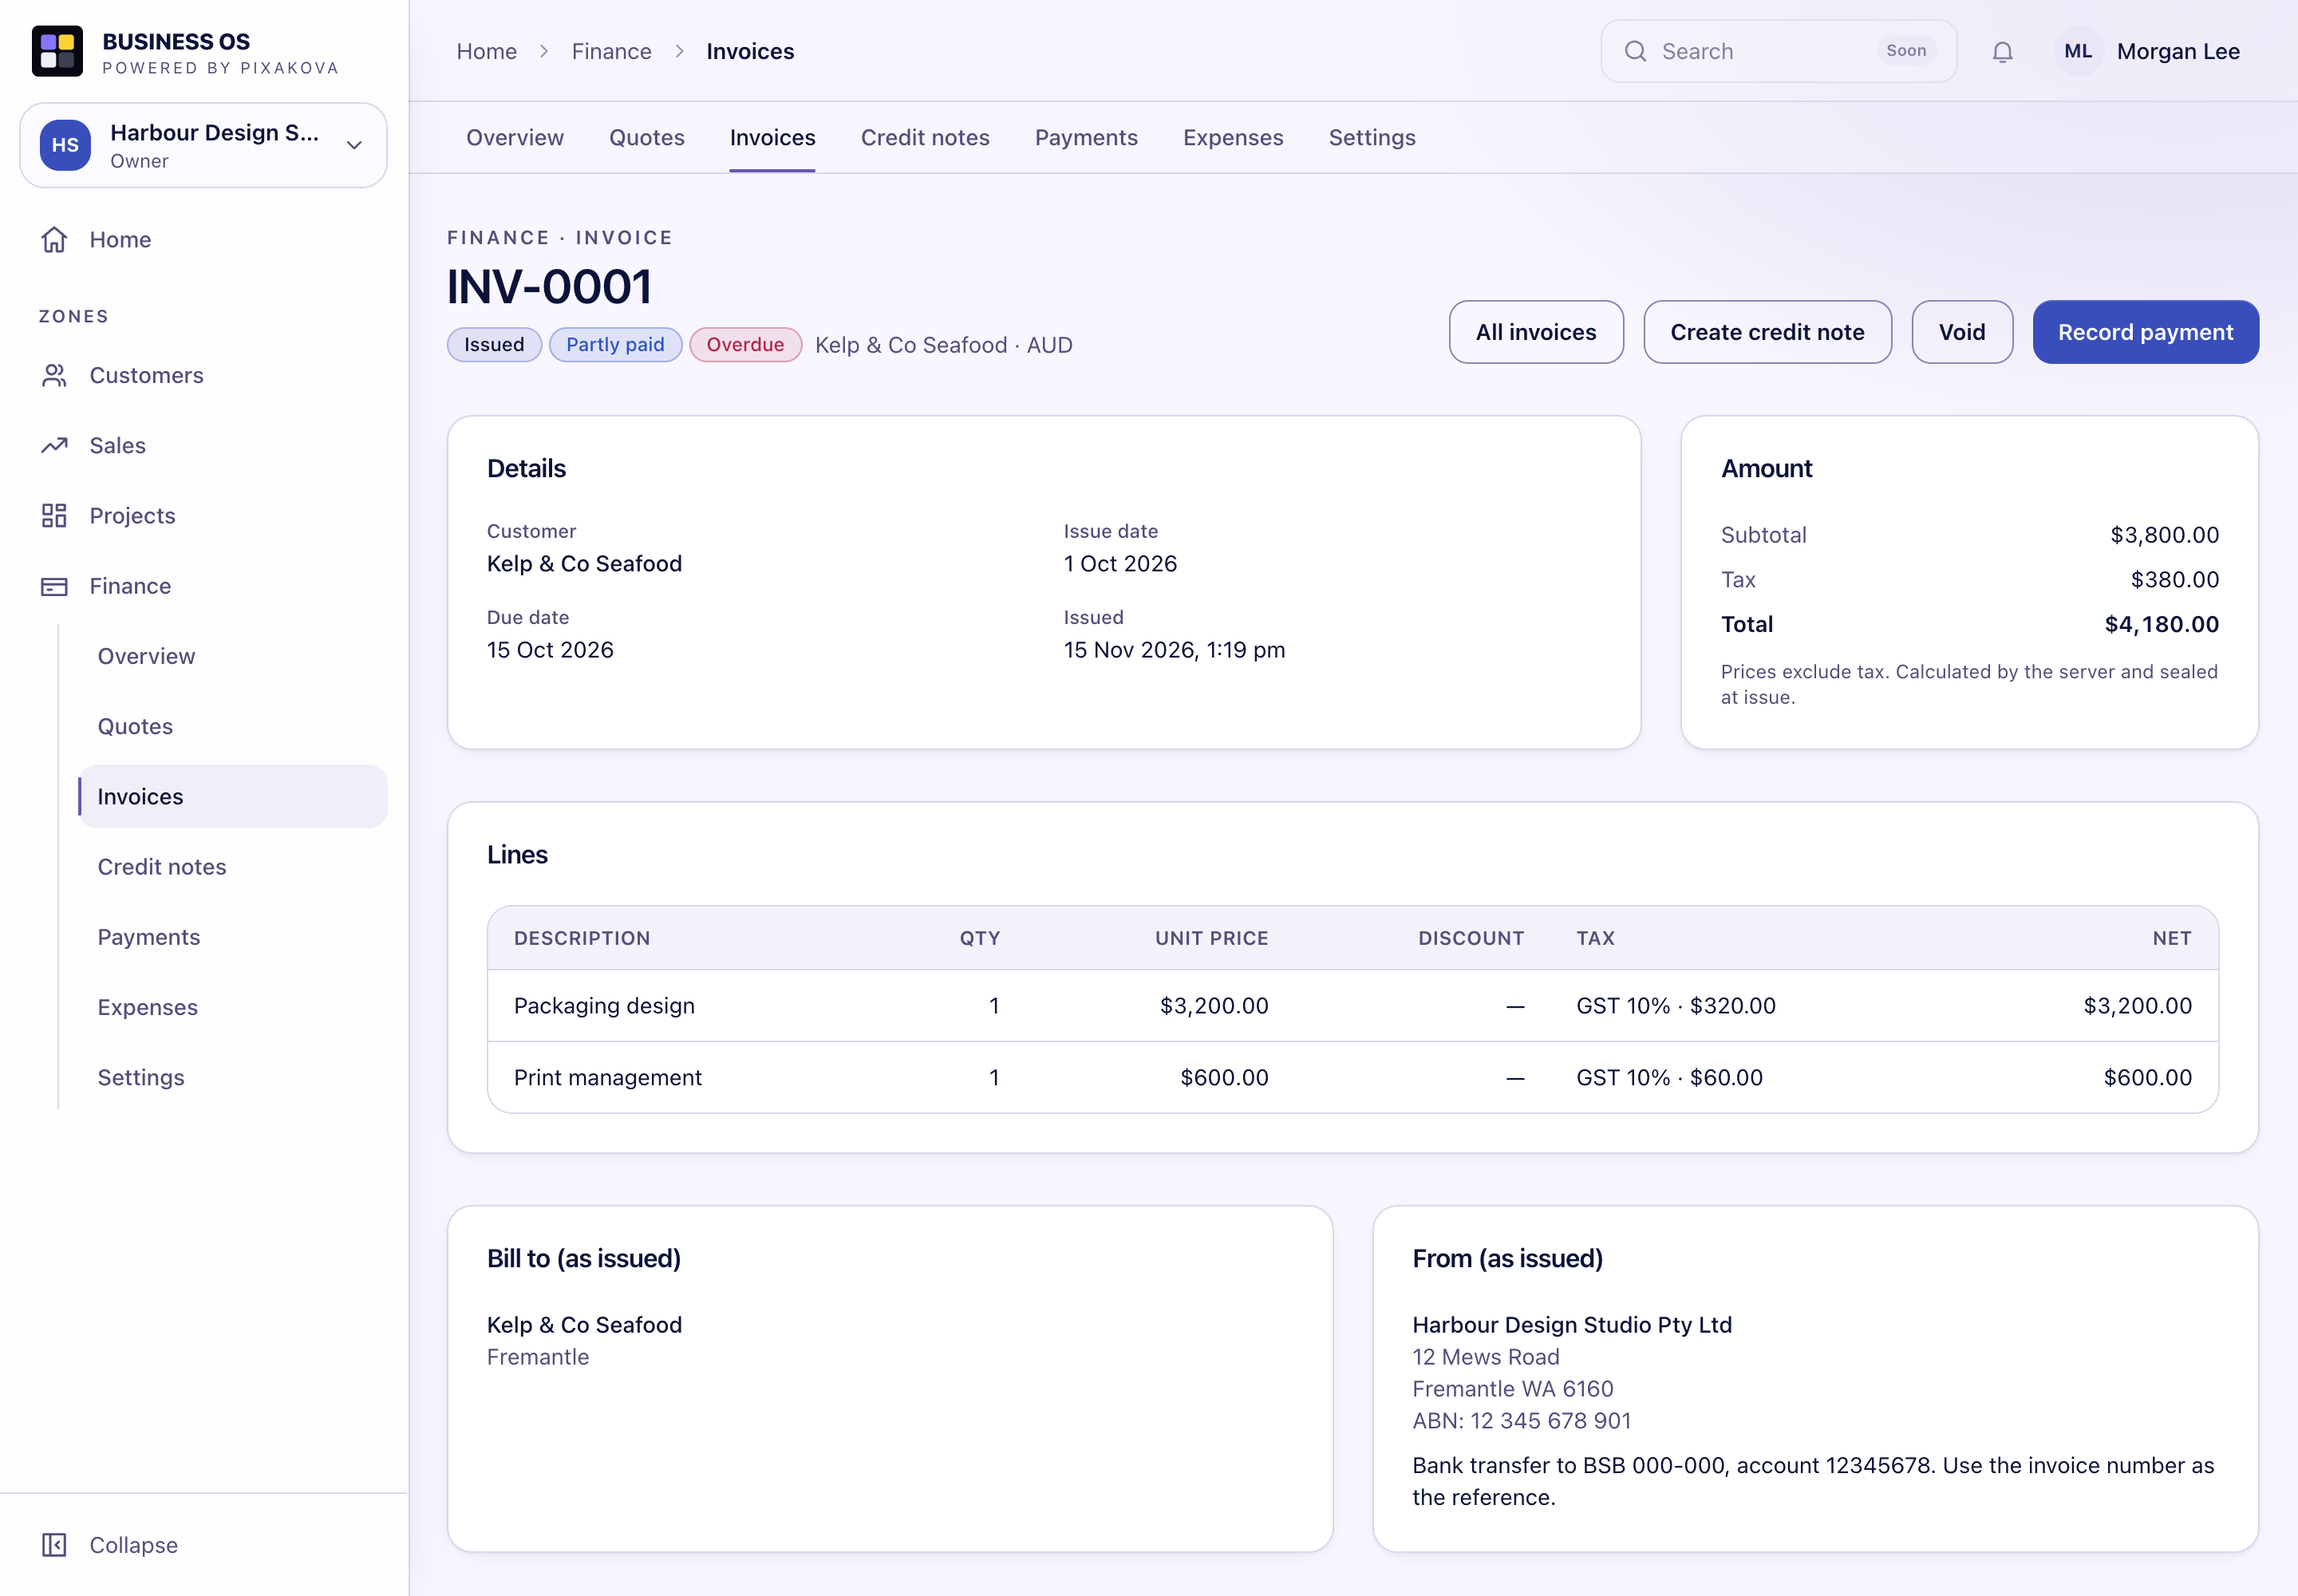 BUSINESS OS
POWERED BY PIXAKOVA
HS
Harbour Design S...
Owner
Home
ZONES
Customers
Sales
Projects
Finance
Overview
Quotes
Invoices
Credit notes
Payments
Expenses
Settings
Collapse
Home > Finance > Invoices
Search
Soon
ML
Morgan Lee
Overview Quotes Invoices Credit notes Payments Expenses Settings
FINANCE · INVOICE
INV-0001
Issued Partly paid Overdue Kelp & Co Seafood · AUD
All invoices Create credit note Void Record payment
Details
Customer
Kelp & Co Seafood
Issue date
1 Oct 2026
Due date
15 Oct 2026
Issued
15 Nov 2026, 1:19 pm
Amount
Subtotal $3,800.00
Tax $380.00
Total $4,180.00
Prices exclude tax. Calculated by the server and sealed
at issue.
Lines
DESCRIPTION QTY UNIT PRICE DISCOUNT TAX NET
Packaging design 1 $3,200.00 — GST 10% · $320.00 $3,200.00
Print management 1 $600.00 — GST 10% · $60.00 $600.00
Bill to (as issued)
Kelp & Co Seafood
Fremantle
From (as issued)
Harbour Design Studio Pty Ltd
12 Mews Road
Fremantle WA 6160
ABN: 12 345 678 901
Bank transfer to BSB 000-000, account 12345678. Use the invoice number as
the reference.